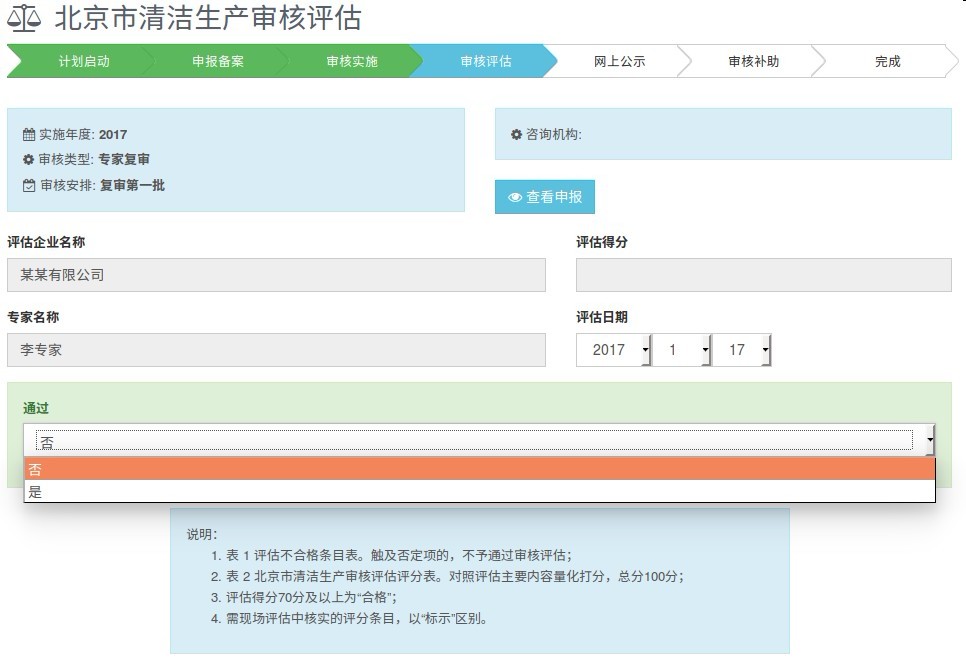 北京市清洁生产审核评估
计划启动 申报备案 审核实施 审核评估 网上公示 审核补助 完成
实施年度: 2017
审核类型: 专家复审
审核安排: 复审第一批
咨询机构:
查看申报
评估企业名称
某某有限公司
评估得分
专家名称
李专家
评估日期
2017 1 17
通过
否
否
是
说明：
1. 表 1 评估不合格条目表。触及否定项的，不予通过审核评估；
2. 表 2 北京市清洁生产审核评估评分表。对照评估主要内容量化打分，总分100分；
3. 评估得分70分及以上为“合格”；
4. 需现场评估中核实的评分条目，以“标示”区别。